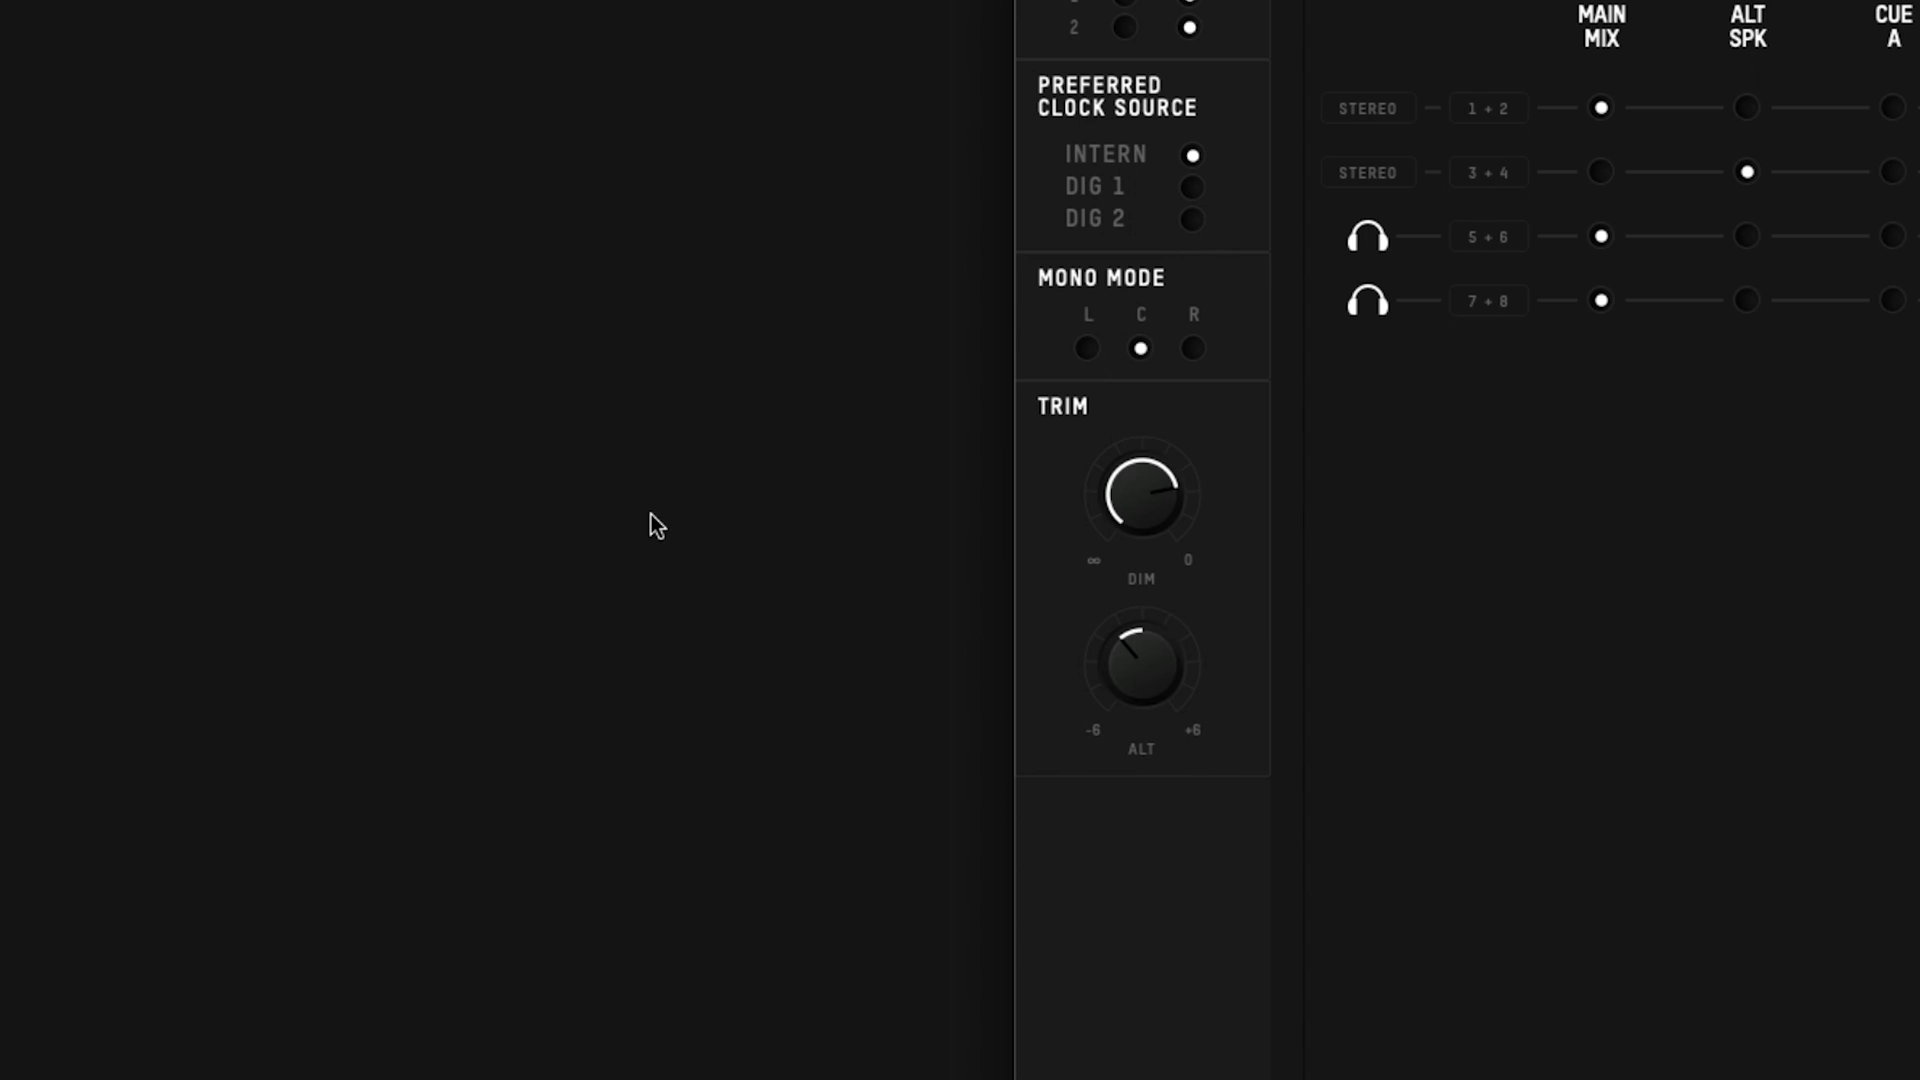 2
PREFERRED
CLOCK SOURCE
INTERN
DIG 1
DIG 2
MONO MODE
L C R
TRIM
∞ 0
DIM
-6 +6
ALT
MAIN
MIX
ALT
SPK
CUE
A
STEREO 1 + 2
STEREO 3 + 4
5 + 6
7 + 8